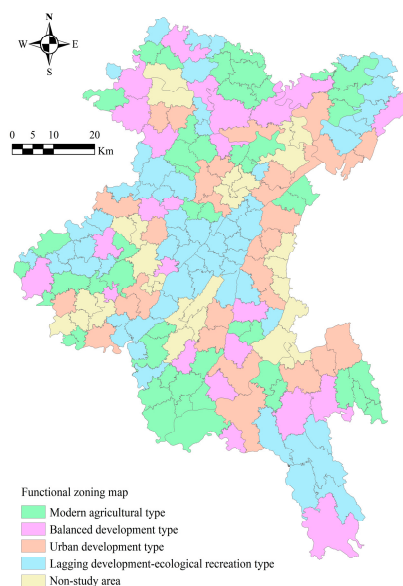 N
W E
S
0 5 10 20
Km
Functional zoning map
Modern agricultural type
Balanced development type
Urban development type
Lagging development-ecological recreation type
Non-study area